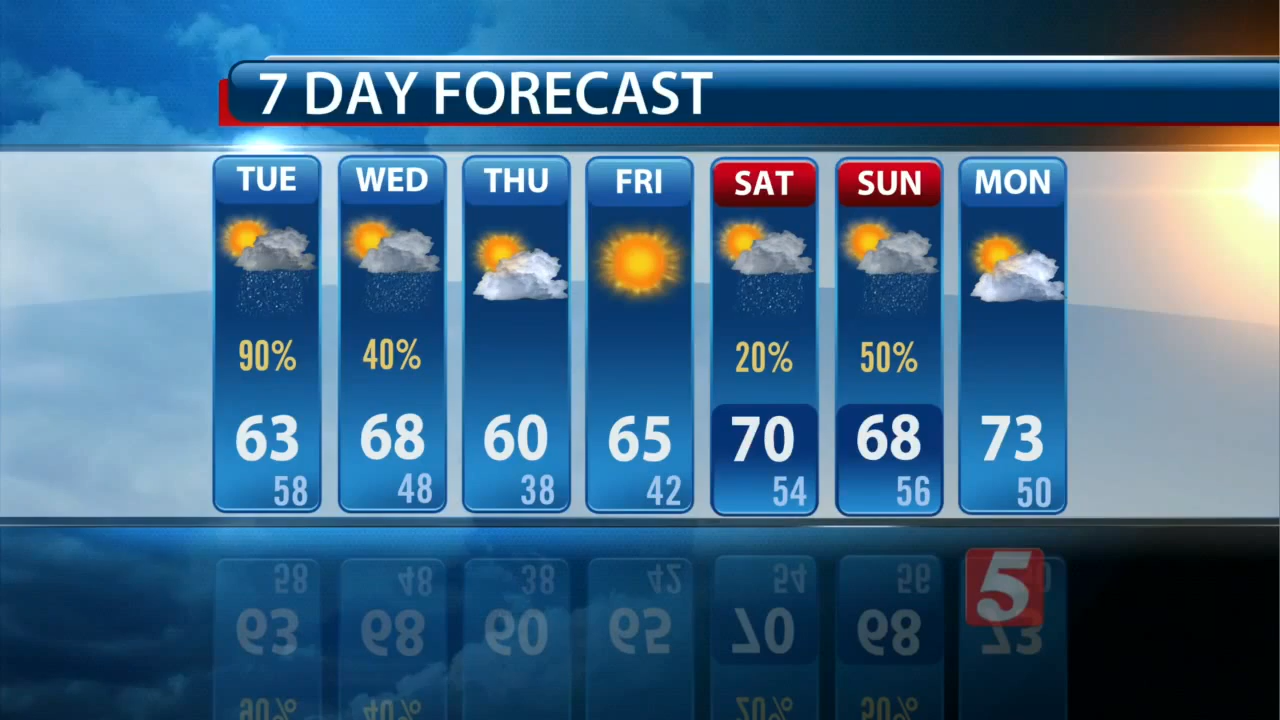 7 DAY FORECAST
TUE WED THU FRI SAT SUN MON
90% 40% 20% 50%
63 68 60 65 70 68 73
58 48 38 42 54 56 50
5